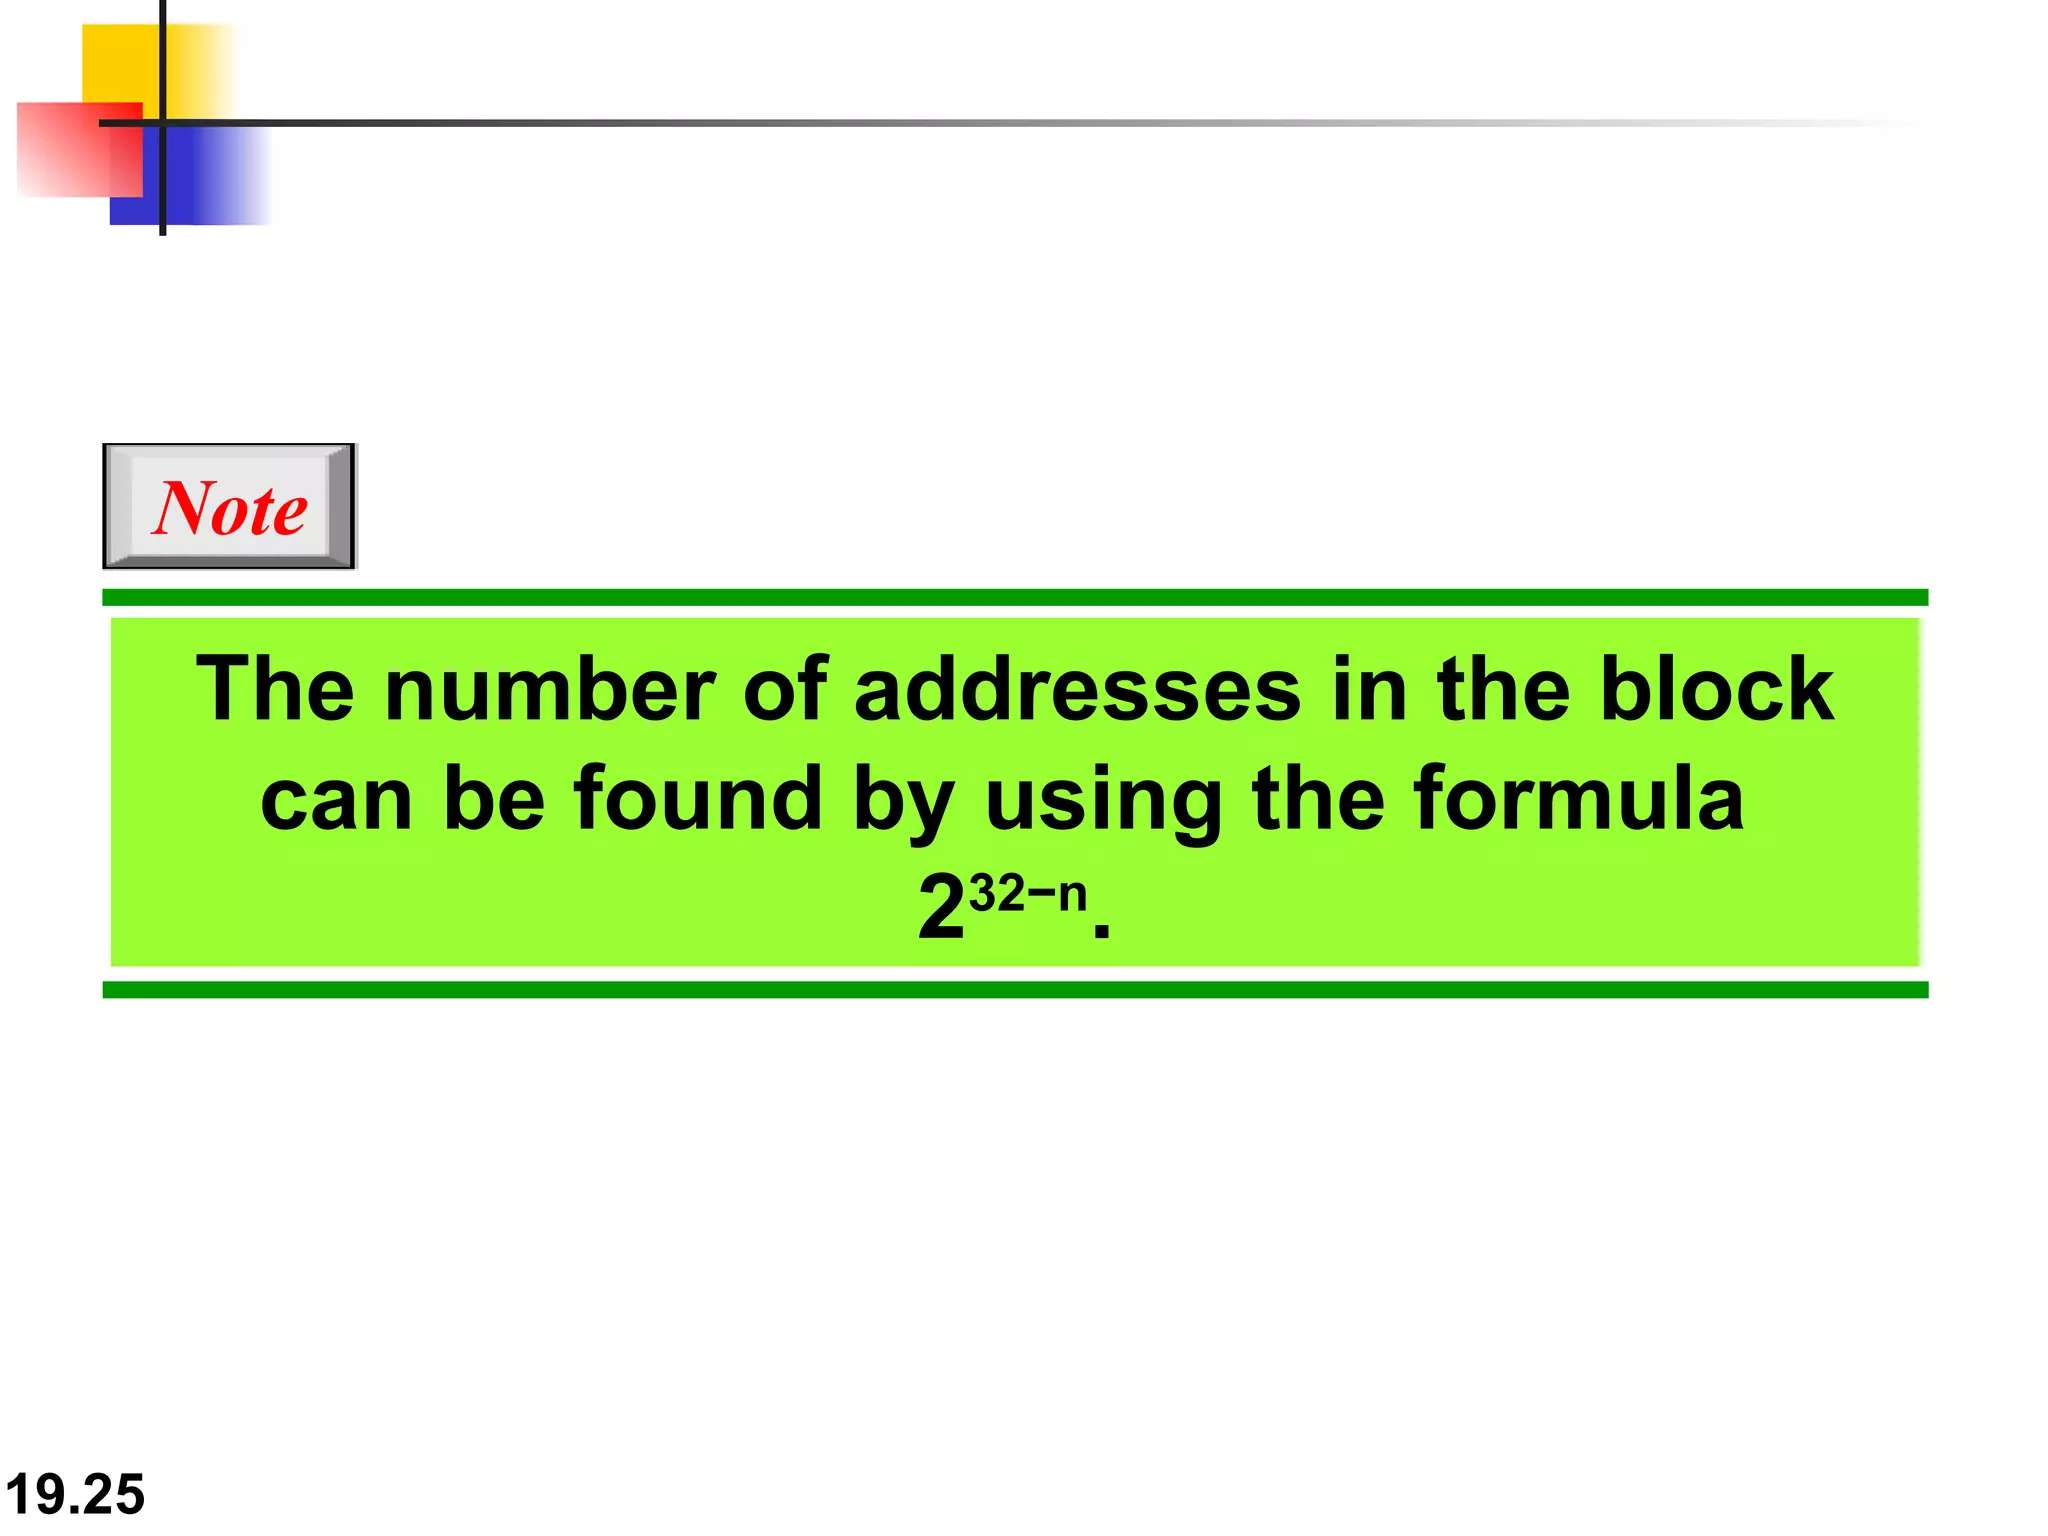 Note
The number of addresses in the block
can be found by using the formula
2³²⁻ⁿ.
19.25